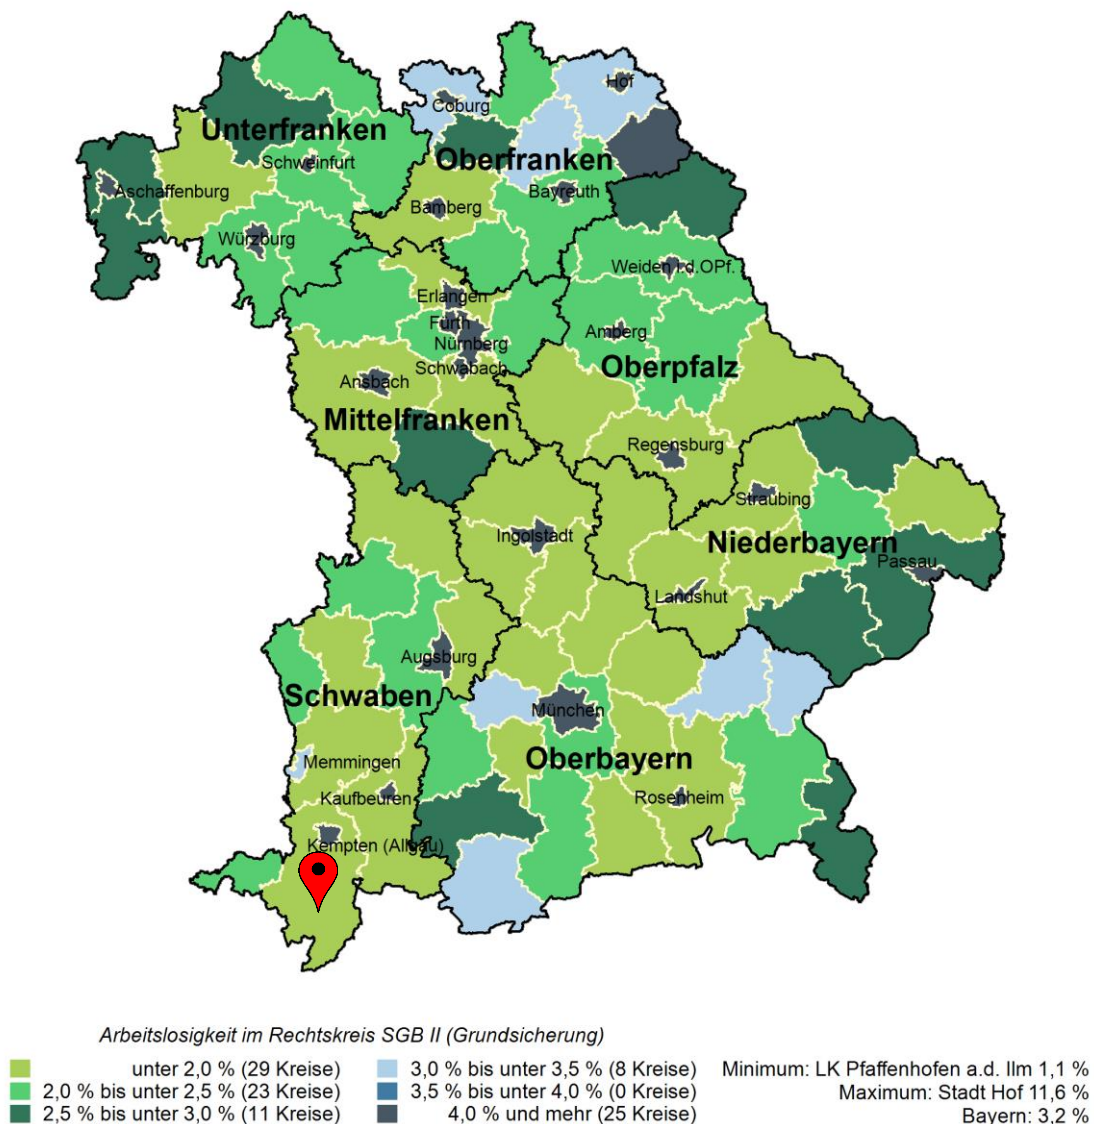 Hof
Coburg
Unterfranken
Oberfranken
Schweinfurt
Aschaffenburg
Bayreuth
Bamberg
Würzburg
Weiden i.d.OPf.
Erlangen
Fürth
Amberg
Nürnberg
Schwabach
Oberpfalz
Ansbach
Mittelfranken
Regensburg
Straubing
Ingolstadt
Niederbayern
Passau
Landshut
Augsburg
Schwaben
München
Oberbayern
Memmingen
Kaufbeuren
Rosenheim
Kempten (Allgäu)
Arbeitslosigkeit im Rechtskreis SGB II (Grundsicherung)
unter 2,0 % (29 Kreise)
2,0 % bis unter 2,5 % (23 Kreise)
2,5 % bis unter 3,0 % (11 Kreise)
3,0 % bis unter 3,5 % (8 Kreise)
3,5 % bis unter 4,0 % (0 Kreise)
4,0 % und mehr (25 Kreise)
Minimum: LK Pfaffenhofen a.d. Ilm 1,1 %
Maximum: Stadt Hof 11,6 %
Bayern: 3,2 %